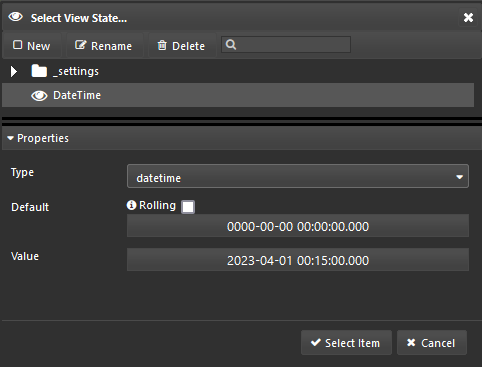 Select View State...
New Rename Delete
_settings
DateTime
Properties
Type datetime
Default Rolling
0000-00-00 00:00:00.000
Value 2023-04-01 00:15:00.000
Select Item Cancel